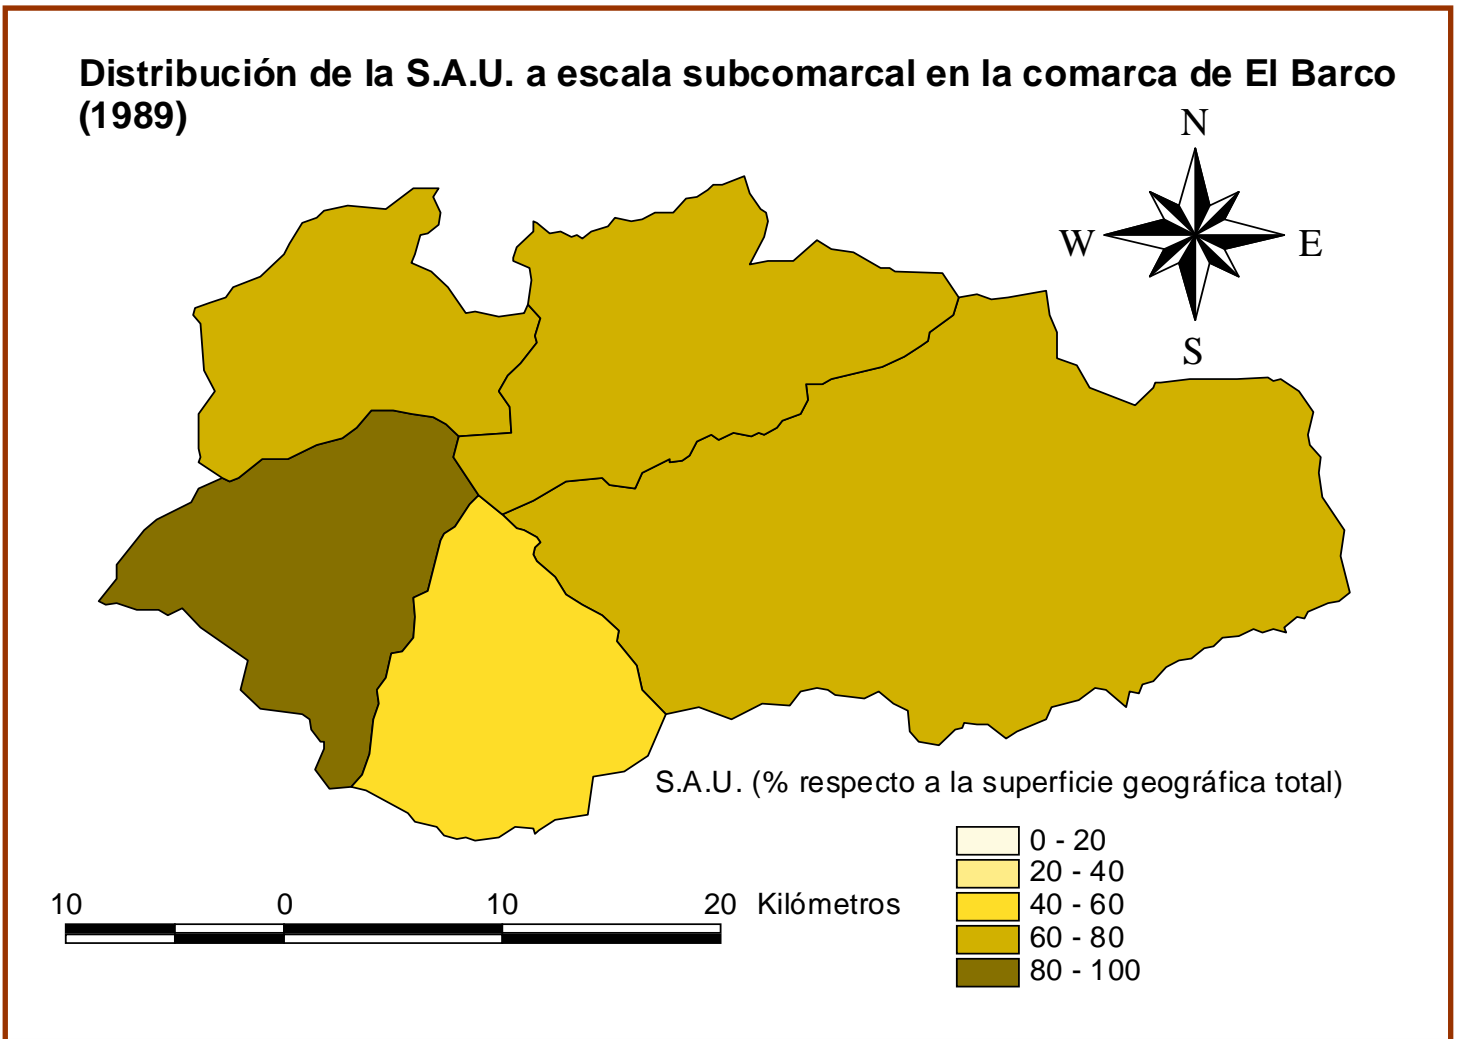 Distribución de la S.A.U. a escala subcomarcal en la comarca de El Barco
(1989)
N
W
E
S
S.A.U. (% respecto a la superficie geográfica total)
0 - 20
20 - 40
40 - 60
60 - 80
80 - 100
10 0 10 20 Kilómetros